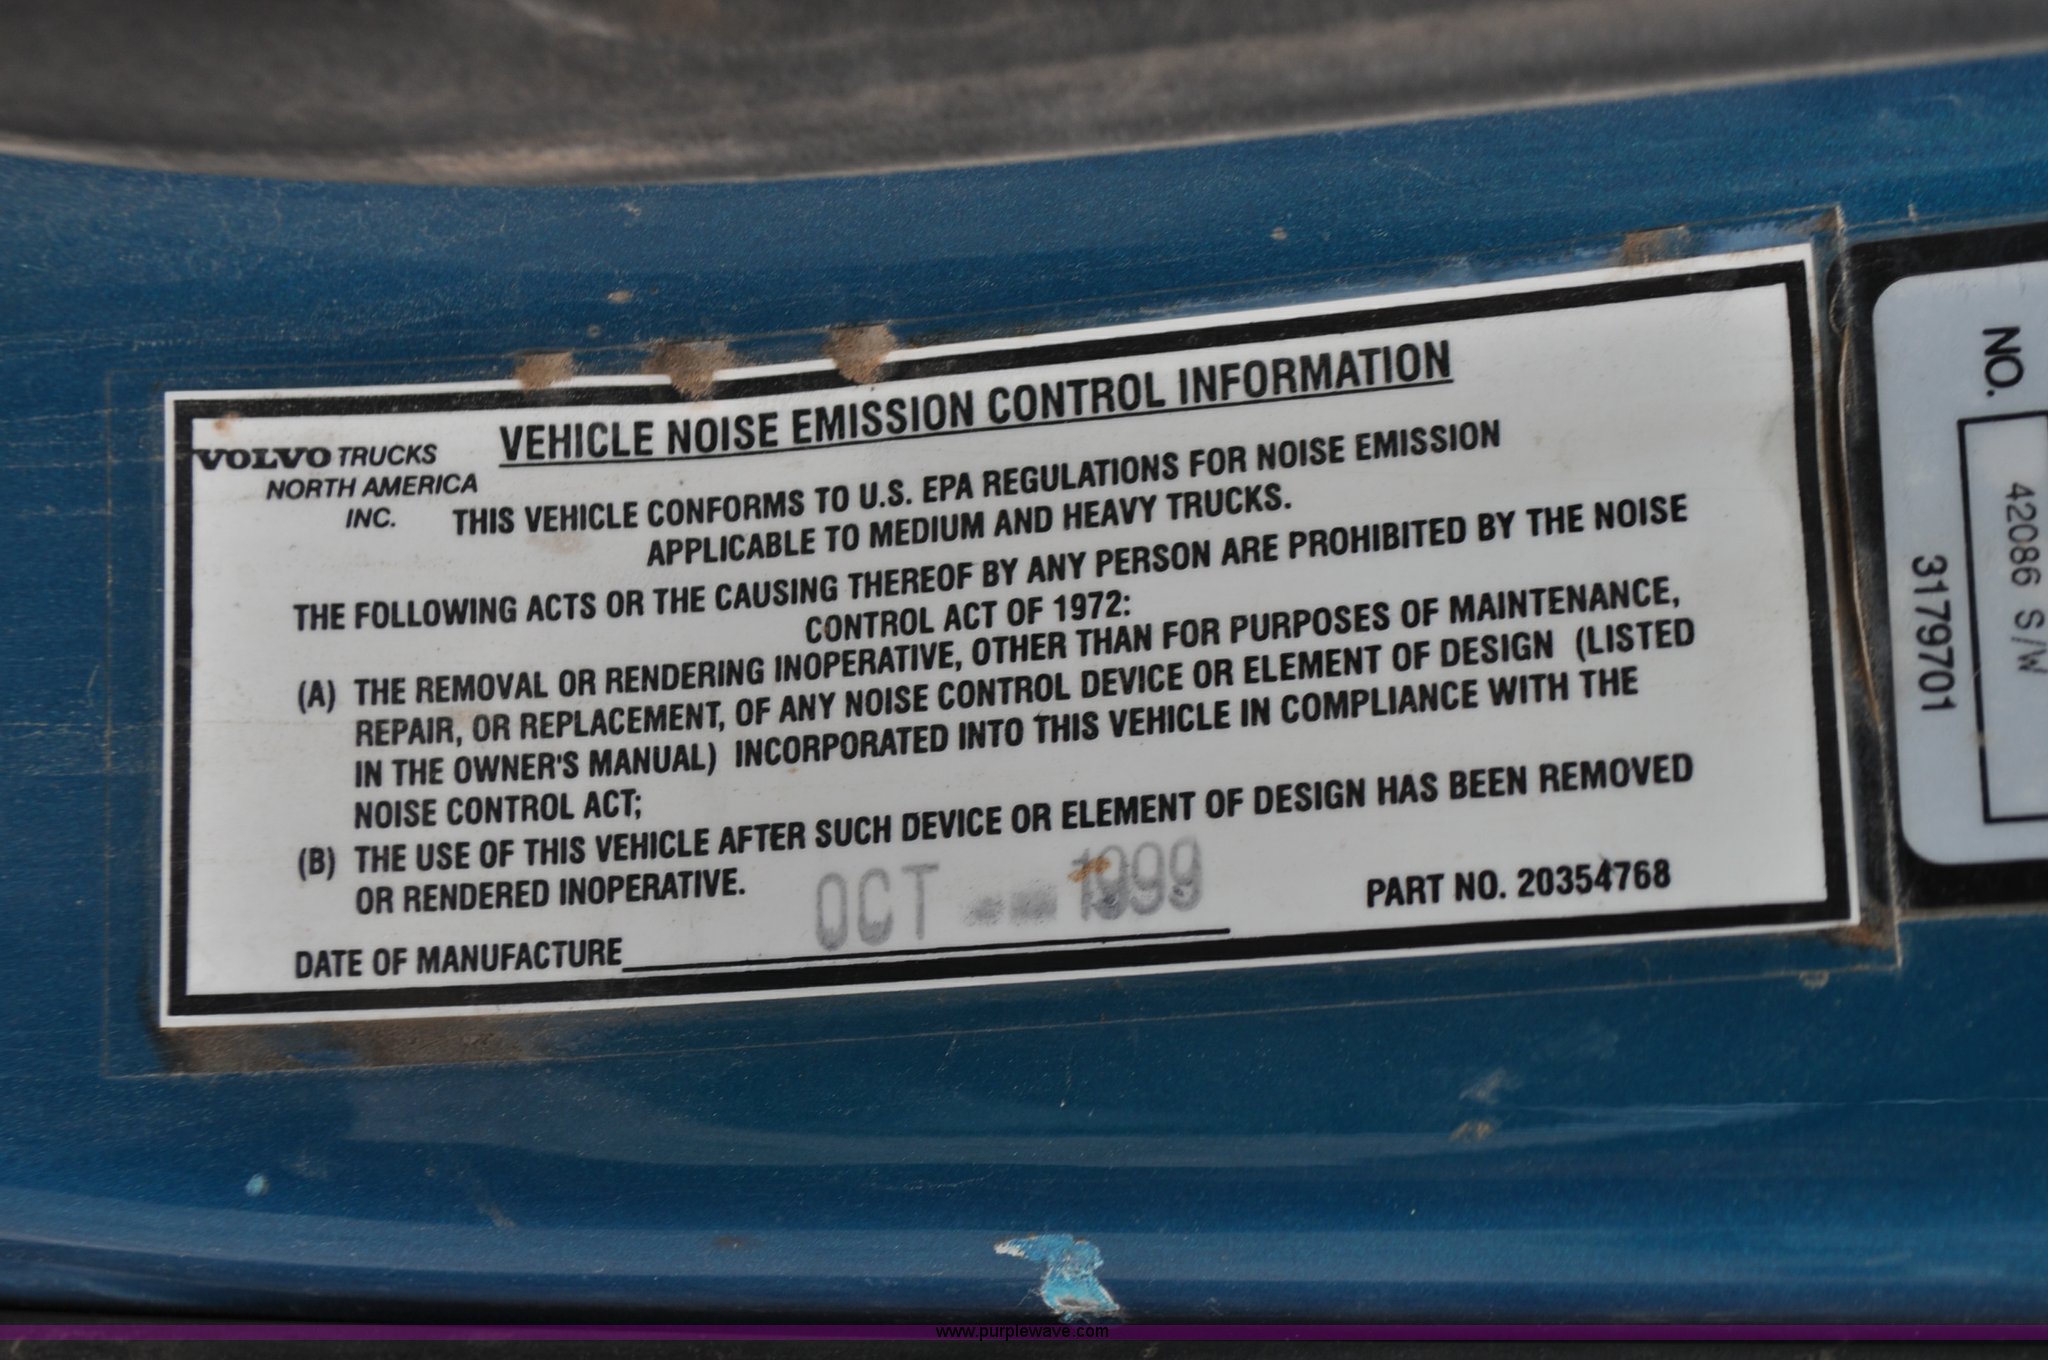 VOLVO TRUCKS
NORTH AMERICA
INC.
VEHICLE NOISE EMISSION CONTROL INFORMATION
THIS VEHICLE CONFORMS TO U.S. EPA REGULATIONS FOR NOISE EMISSION
APPLICABLE TO MEDIUM AND HEAVY TRUCKS.
THE FOLLOWING ACTS OR THE CAUSING THEREOF BY ANY PERSON ARE PROHIBITED BY THE NOISE
CONTROL ACT OF 1972:
(A) THE REMOVAL OR RENDERING INOPERATIVE, OTHER THAN FOR PURPOSES OF MAINTENANCE,
REPAIR, OR REPLACEMENT, OF ANY NOISE CONTROL DEVICE OR ELEMENT OF DESIGN (LISTED
IN THE OWNER'S MANUAL) INCORPORATED INTO THIS VEHICLE IN COMPLIANCE WITH THE
NOISE CONTROL ACT;
(B) THE USE OF THIS VEHICLE AFTER SUCH DEVICE OR ELEMENT OF DESIGN HAS BEEN REMOVED
OR RENDERED INOPERATIVE.
OCT -- 1999
PART NO. 20354768
DATE OF MANUFACTURE
NO.
42086 S/W
3179701
www.purplewave.com